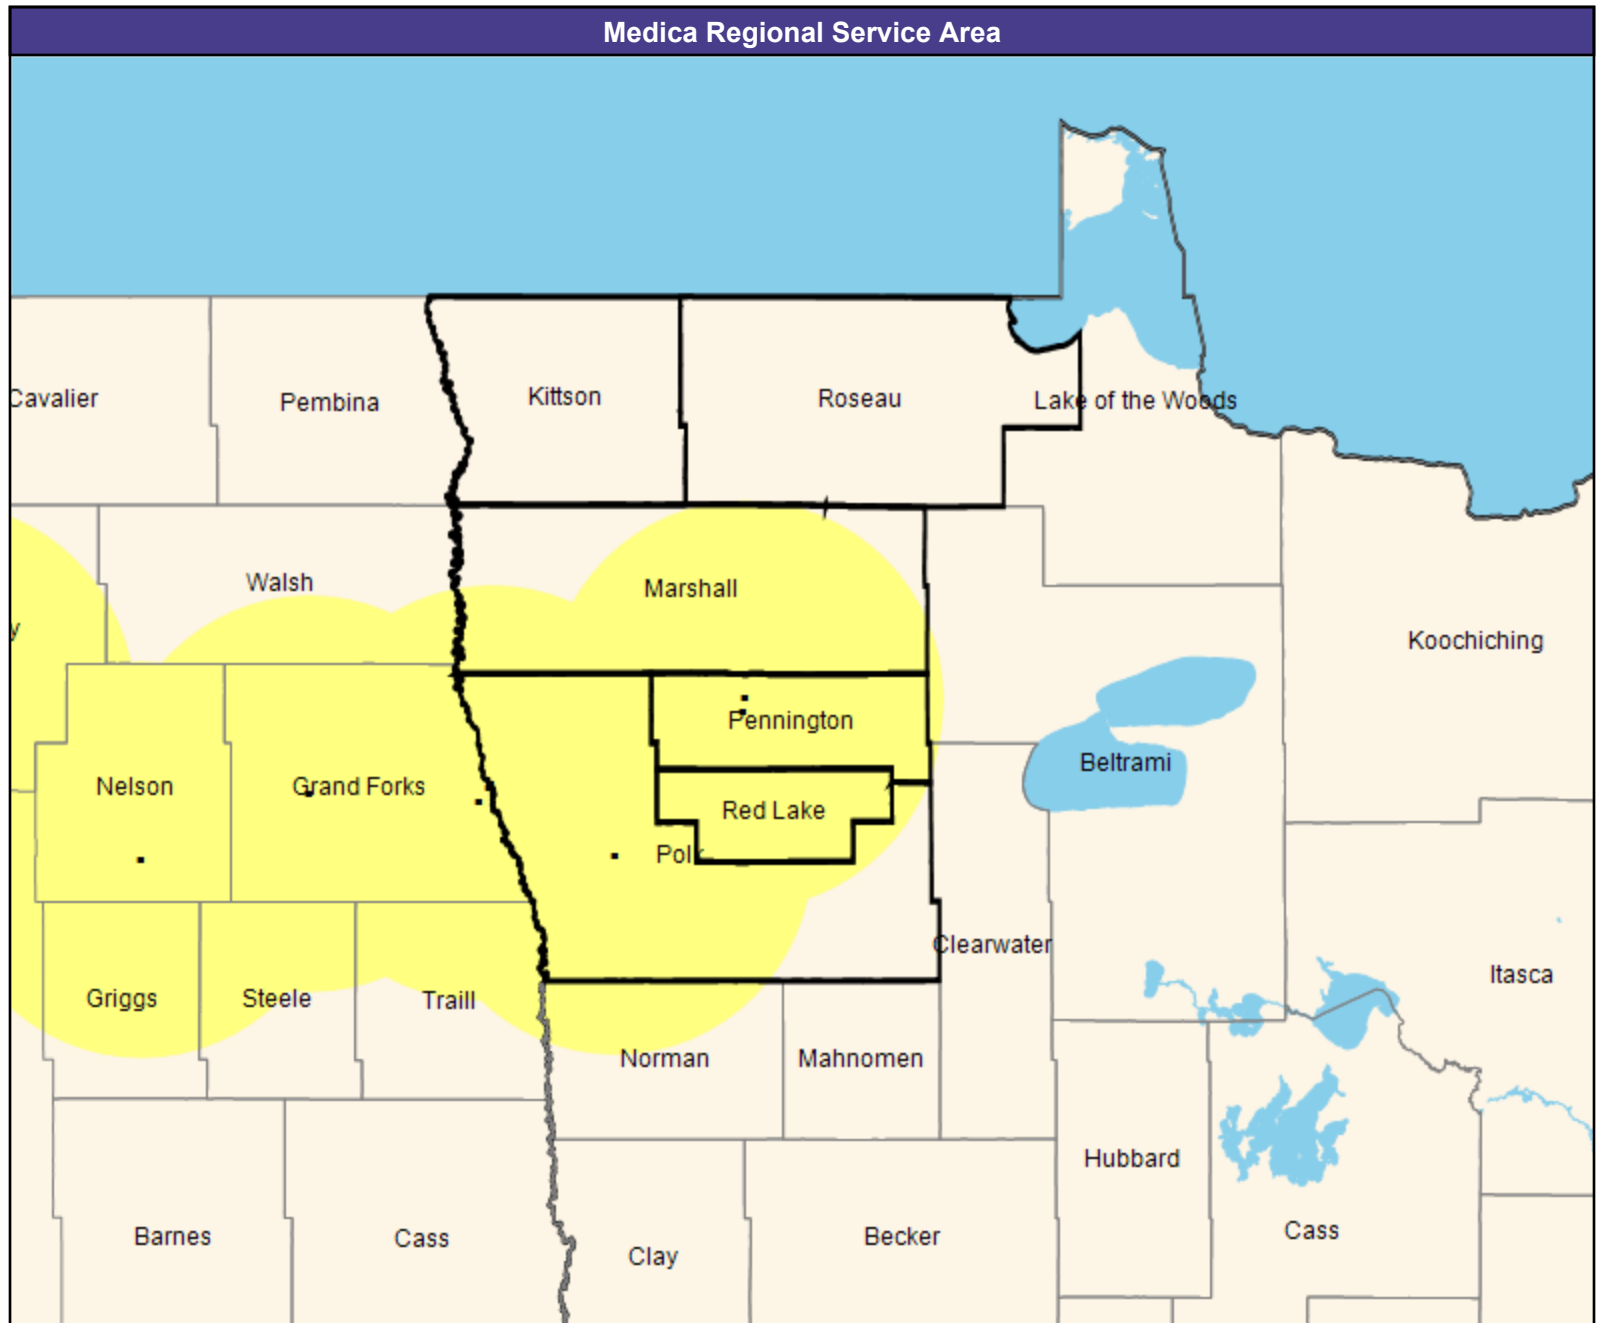 Medica Regional Service Area
Cavalier
Pembina
Kittson
Roseau
Lake of the Woods
Walsh
Marshall
y
Koochiching
Pennington
Beltrami
Nelson
Grand Forks
Red Lake
Polk
Clearwater
Itasca
Griggs
Steele
Traill
Norman
Mahnomen
Hubbard
Barnes
Cass
Clay
Becker
Cass